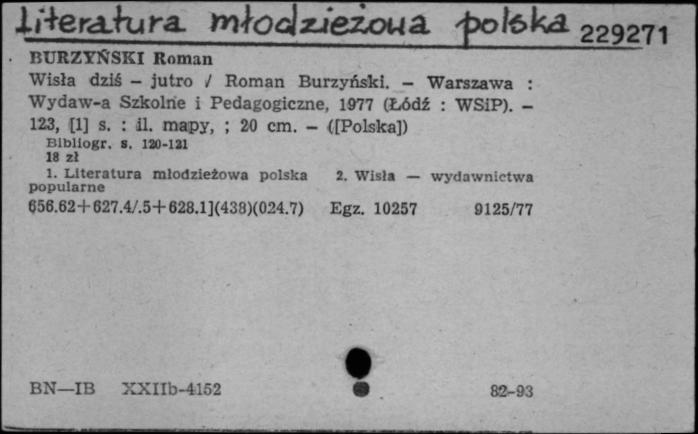 Literatura młodzieżowa polska 229271
BURZYŃSKI Roman
Wisła dziś — jutro / Roman Burzyński. — Warszawa :
Wydaw-a Szkolne i Pedagogiczne, 1977 (Łódź : WSiP). —
123, [1] s. : il. mapy, ; 20 cm. — ([Polska])
Bibliogr. s. 120-121
18 zł
1. Literatura młodzieżowa polska 2. Wisła — wydawnictwa
popularne
656.62+627.4/.5+628.1](438)(024.7) Egz. 10257 9125/77
BN—IB XXIIb-4152 82-93